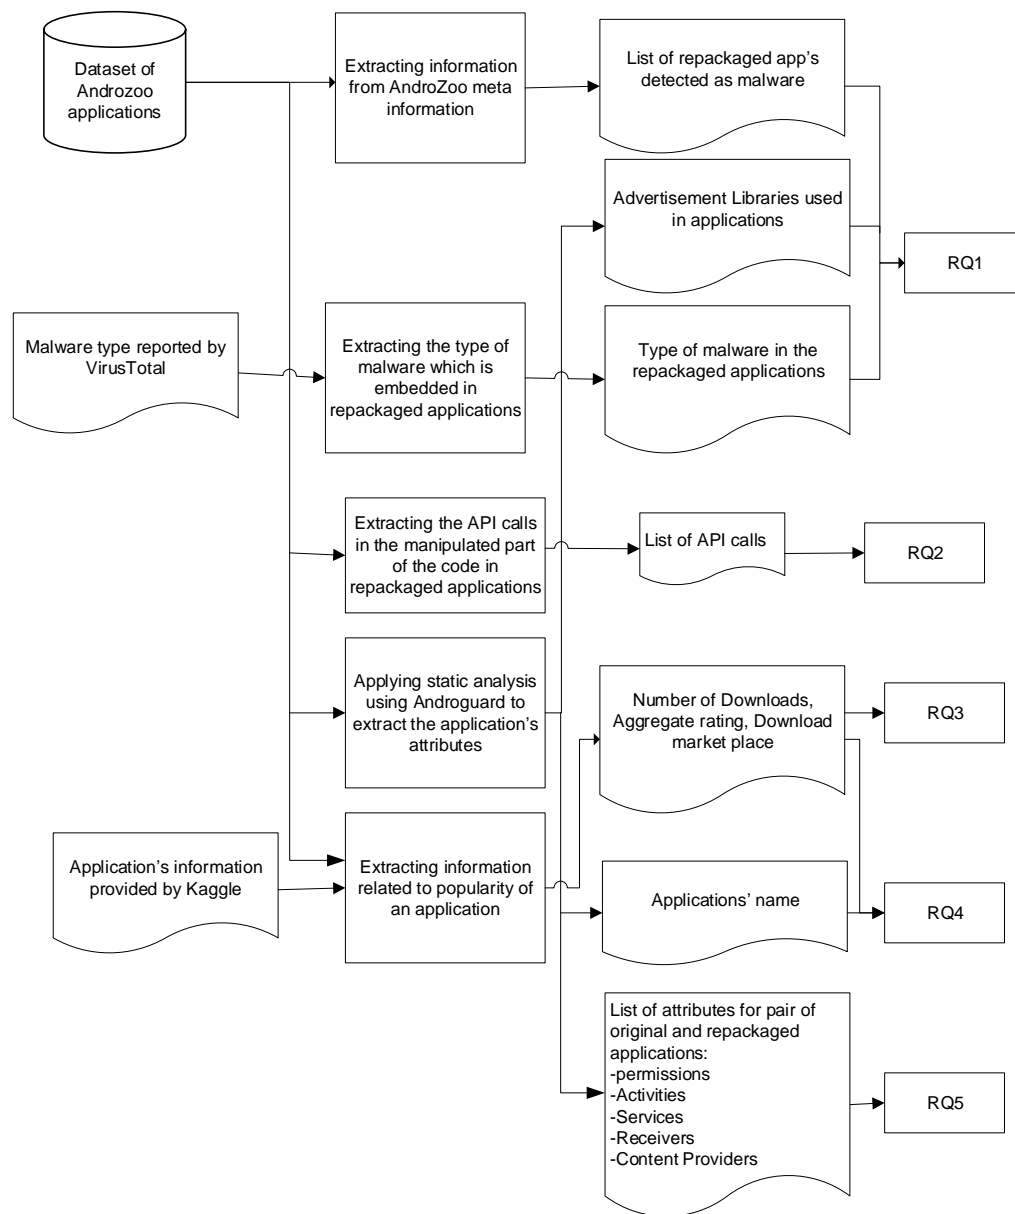 Dataset of
Androzoo
applications
Extracting information
from AndroZoo meta
information
List of repackaged app's
detected as malware
Advertisement Libraries used
in applications
RQ1
Malware type reported by
VirusTotal
Extracting the type of
malware which is
embedded in
repackaged applications
Type of malware in the
repackaged applications
Extracting the API calls
in the manipulated part
of the code in
repackaged applications
List of API calls
RQ2
Applying static analysis
using Androguard to
extract the application's
attributes
Number of Downloads,
Aggregate rating, Download
market place
RQ3
Application's information
provided by Kaggle
Extracting information
related to popularity of
an application
Applications' name
RQ4
List of attributes for pair of
original and repackaged
applications:
-permissions
-Activities
-Services
-Receivers
-Content Providers
RQ5